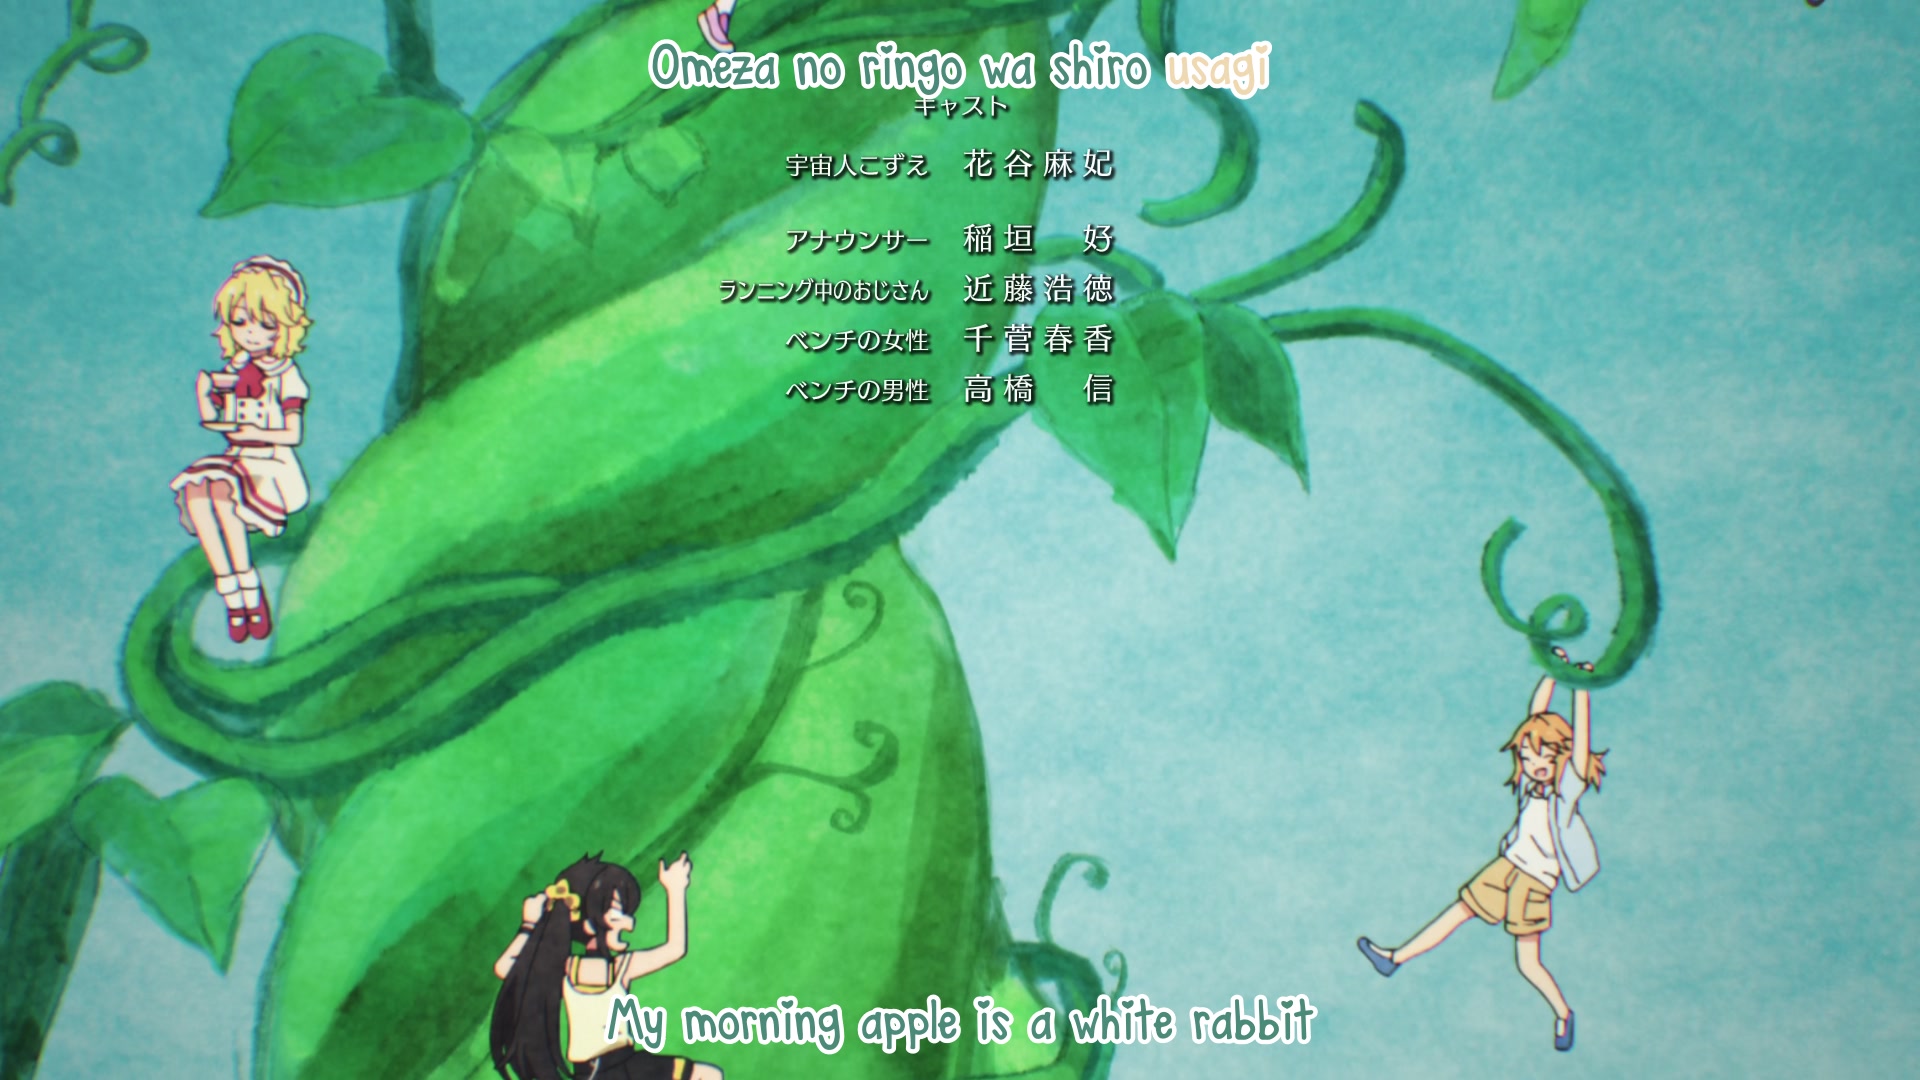 Omeza no ringo wa shiro usagi
キャスト
宇宙人こずえ 花谷麻妃
アナウンサー 稲垣 好
ランニング中のおじさん 近藤浩徳
ベンチの女性 千菅春香
ベンチの男性 高橋 信
My morning apple is a white rabbit